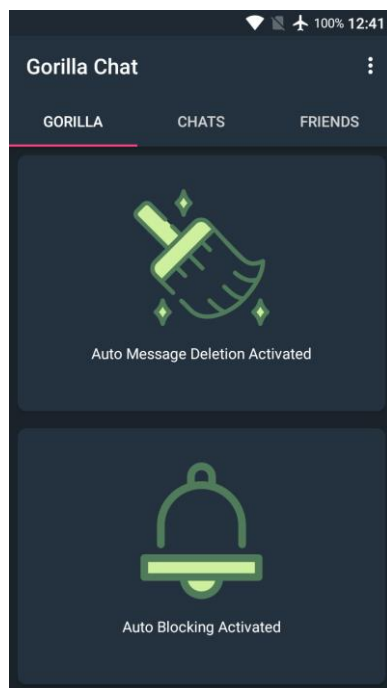 100% 12:41
Gorilla Chat
GORILLA CHATS FRIENDS
Auto Message Deletion Activated
Auto Blocking Activated